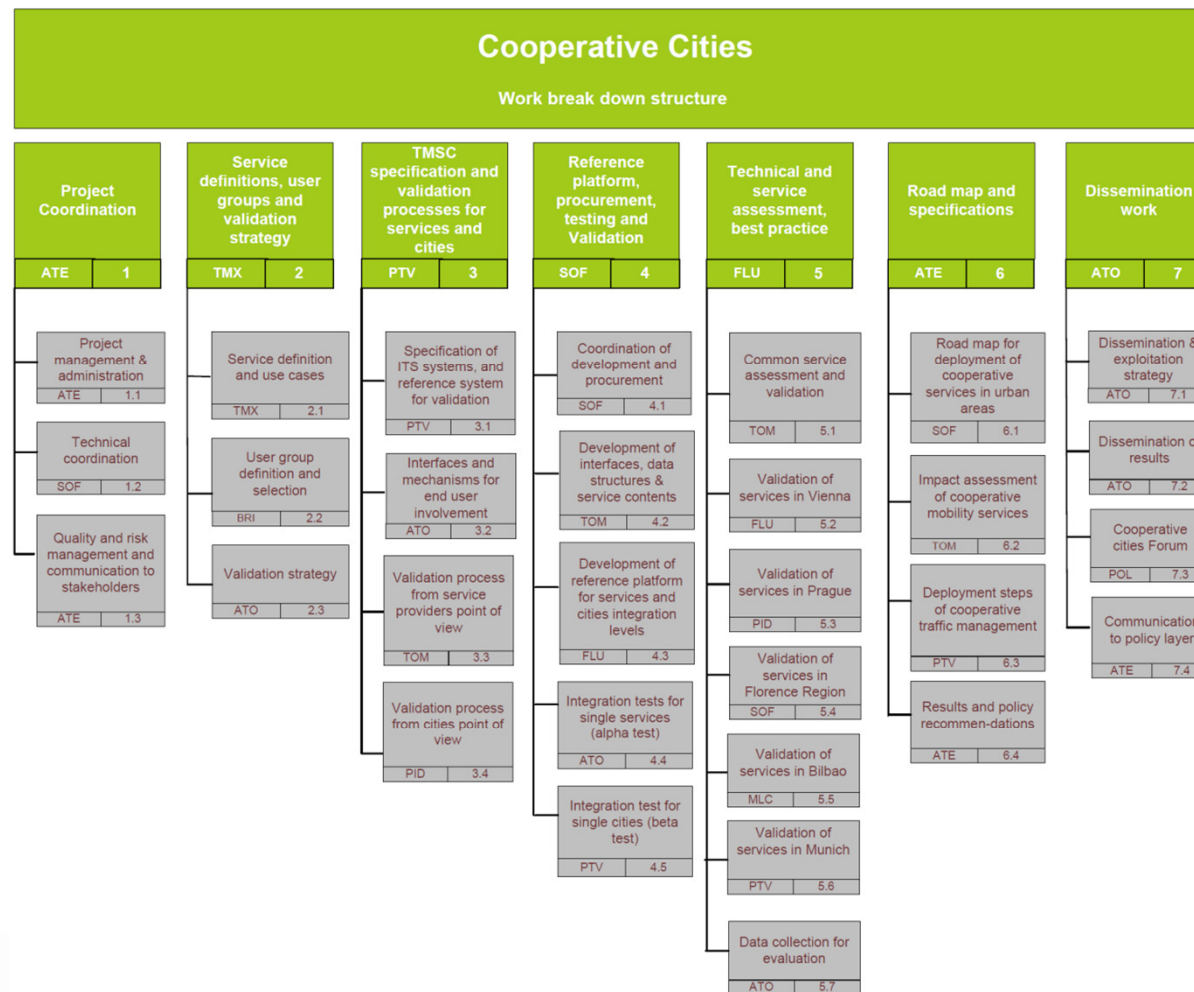 Cooperative Cities
Work break down structure
Project
Coordination
ATE 1
Project
management &
administration
ATE 1.1
Technical
coordination
SOF 1.2
Quality and risk
management and
communication to
stakeholders
ATE 1.3
Service
definitions, user
groups and
validation
strategy
TMX 2
Service definition
and use cases
TMX 2.1
User group
definition and
selection
BRI 2.2
Validation strategy
ATO 2.3
TMSC
specification and
validation
processes for
services and
cities
PTV 3
Specification of
ITS systems, and
reference system
for validation
PTV 3.1
Interfaces and
mechanisms for
end user
involvement
ATO 3.2
Validation process
from service
providers point of
view
TOM 3.3
Validation process
from cities point of
view
PID 3.4
Reference
platform,
procurement,
testing and
Validation
SOF 4
Coordination of
development and
procurement
SOF 4.1
Development of
interfaces, data
structures &
service contents
TOM 4.2
Development of
reference platform
for services and
cities integration
levels
FLU 4.3
Integration tests for
single services
(alpha test)
ATO 4.4
Integration test for
single cities (beta
test)
PTV 4.5
Technical and
service
assessment,
best practice
FLU 5
Common service
assessment and
validation
TOM 5.1
Validation of
services in Vienna
FLU 5.2
Validation of
services in Prague
PID 5.3
Validation of
services in
Florence Region
SOF 5.4
Validation of
services in Bilbao
MLC 5.5
Validation of
services in Munich
PTV 5.6
Data collection for
evaluation
ATO 5.7
Road map and
specifications
ATE 6
Road map for
deployment of
cooperative
services in urban
areas
SOF 6.1
Impact assessment
of cooperative
mobility services
TOM 6.2
Deployment steps
of cooperative
traffic management
PTV 6.3
Results and policy
recommen-dations
ATE 6.4
Dissemination
work
ATO 7
Dissemination &
exploitation
strategy
ATO 7.1
Dissemination of
results
ATO 7.2
Cooperative
cities Forum
POL 7.3
Communication
to policy layer
ATE 7.4